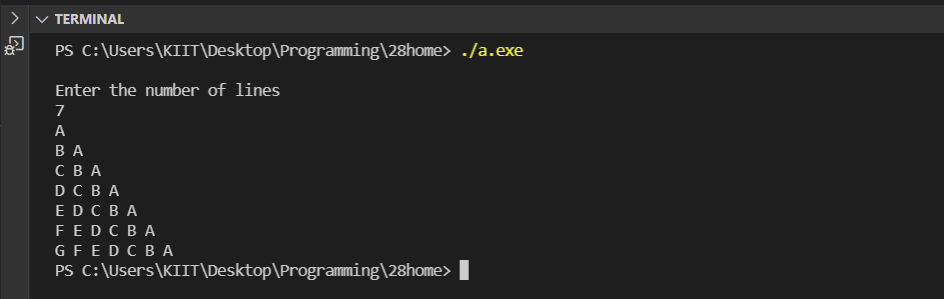 TERMINAL
PS C:\Users\KIIT\Desktop\Programming\28home> ./a.exe
Enter the number of lines
7
A
B A
C B A
D C B A
E D C B A
F E D C B A
G F E D C B A
PS C:\Users\KIIT\Desktop\Programming\28home>